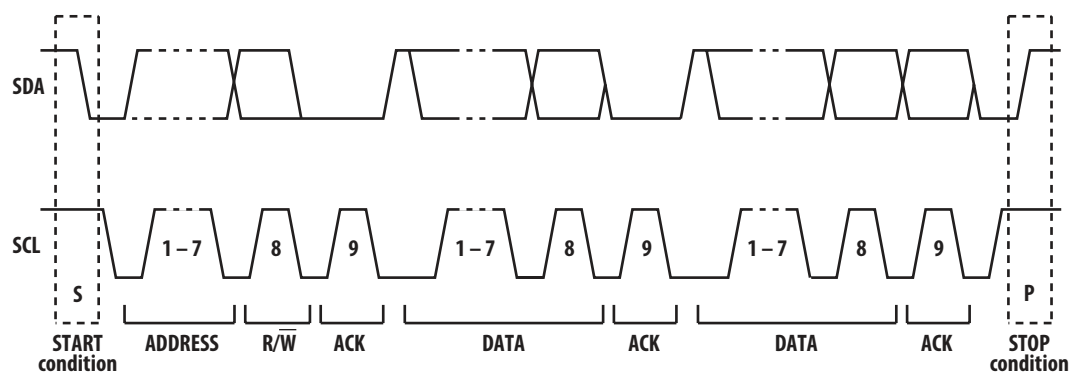 SDA
SCL
1 – 7
8
9
1 – 7
8
9
1 – 7
8
9
S
P
START condition
ADDRESS
R/W̅
ACK
DATA
ACK
DATA
ACK
STOP condition